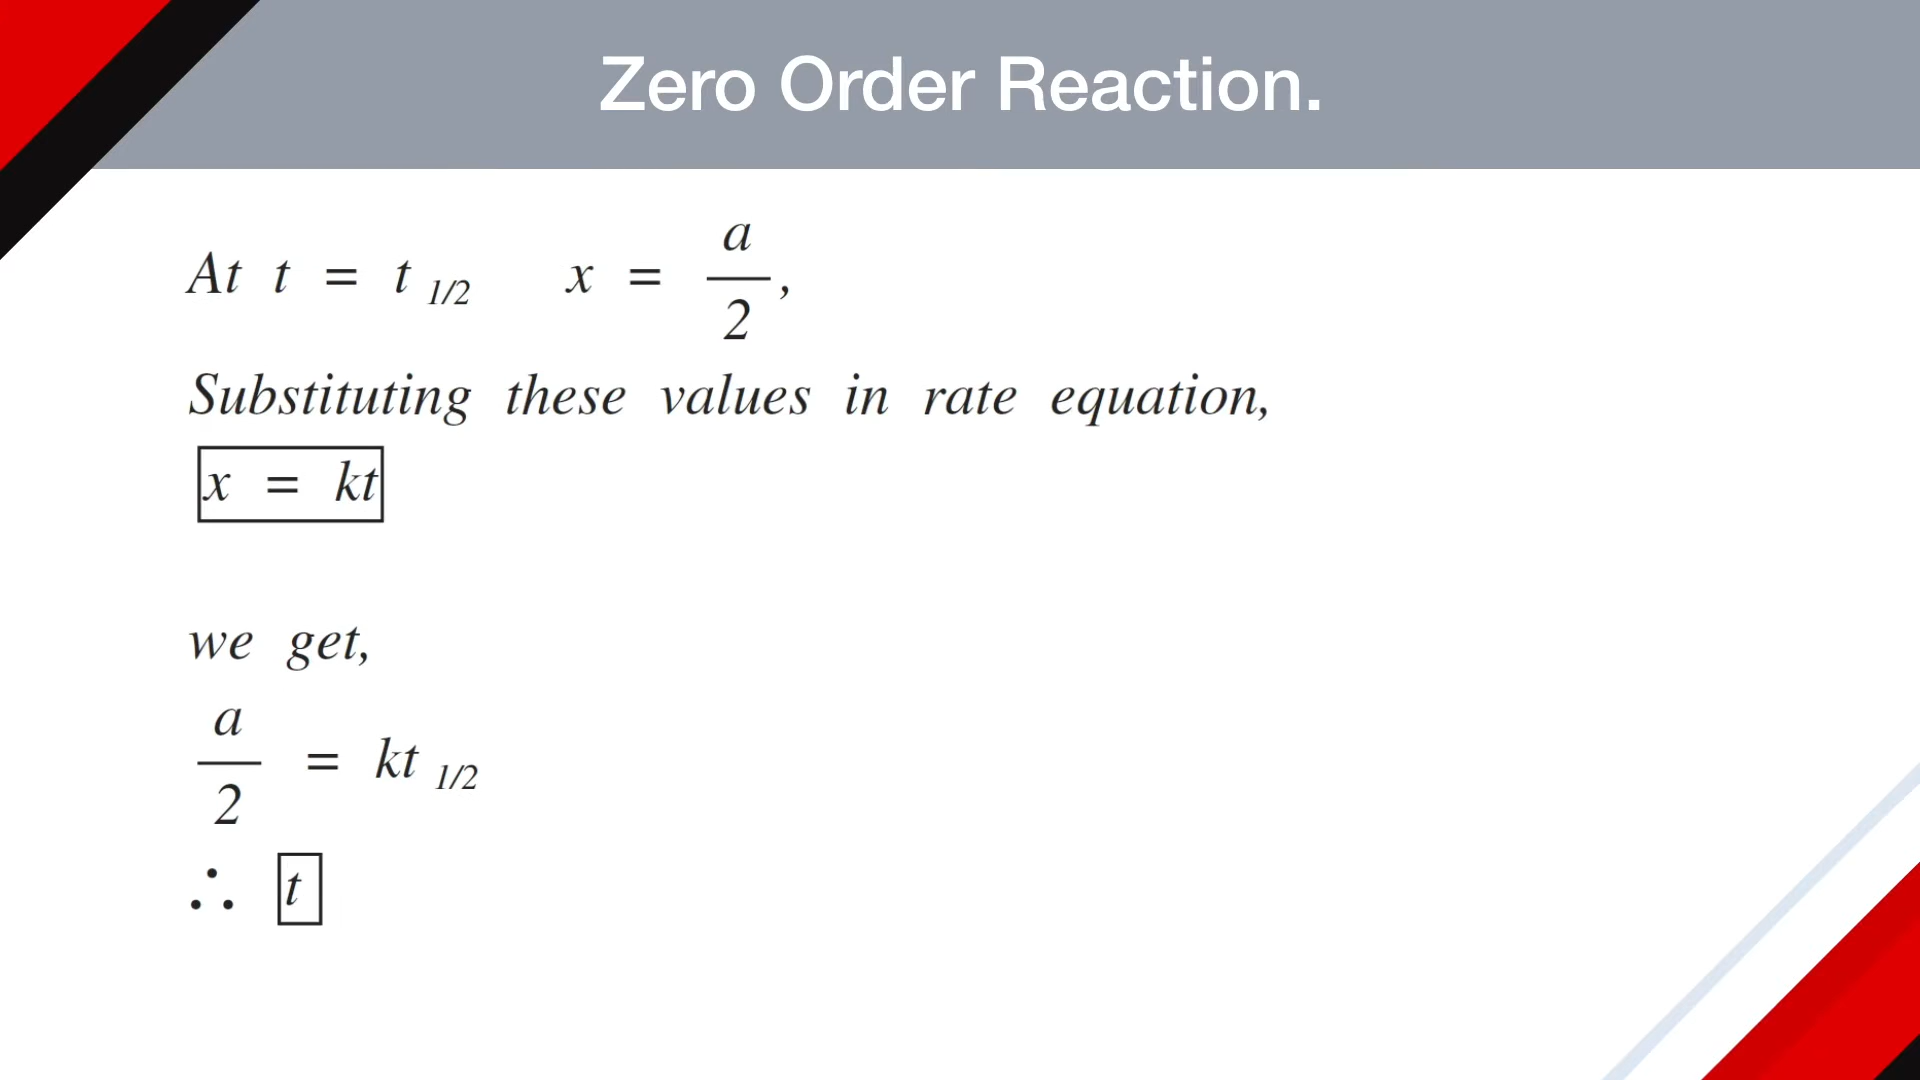 Zero Order Reaction.
At t = t 1/2 x = a/2,
Substituting these values in rate equation,
x = kt
we get,
a/2 = kt 1/2
∴ t